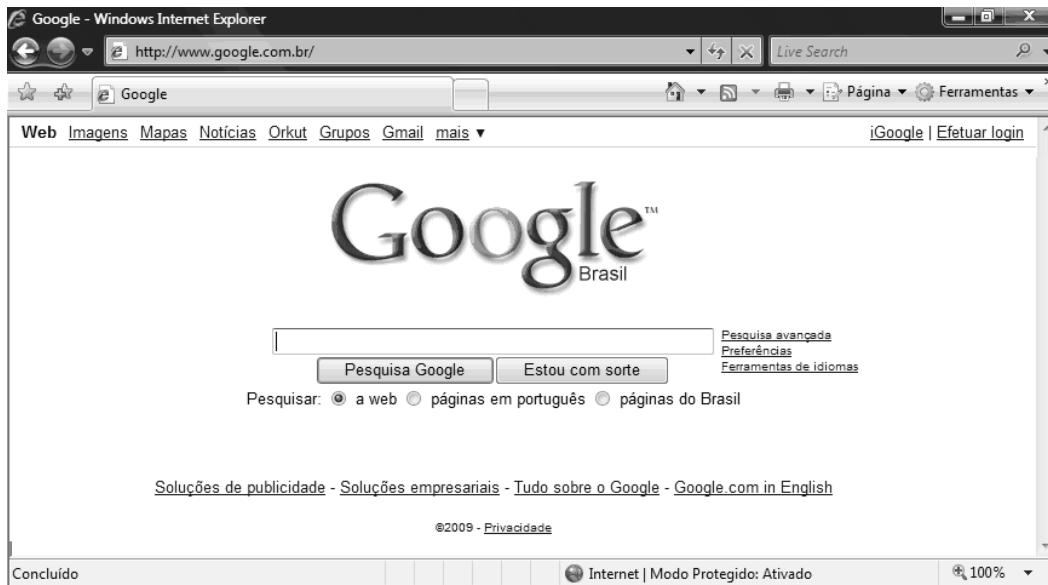 Google - Windows Internet Explorer
http://www.google.com.br/ Live Search
Google Página Ferramentas
Web Imagens Mapas Notícias Orkut Grupos Gmail mais ▼ iGoogle | Efetuar login
Google™
Brasil
Pesquisa avançada
Preferências
Ferramentas de idiomas
Pesquisa Google Estou com sorte
Pesquisar: a web páginas em português páginas do Brasil
Soluções de publicidade - Soluções empresariais - Tudo sobre o Google - Google.com in English
©2009 - Privacidade
Concluído Internet | Modo Protegido: Ativado 100%